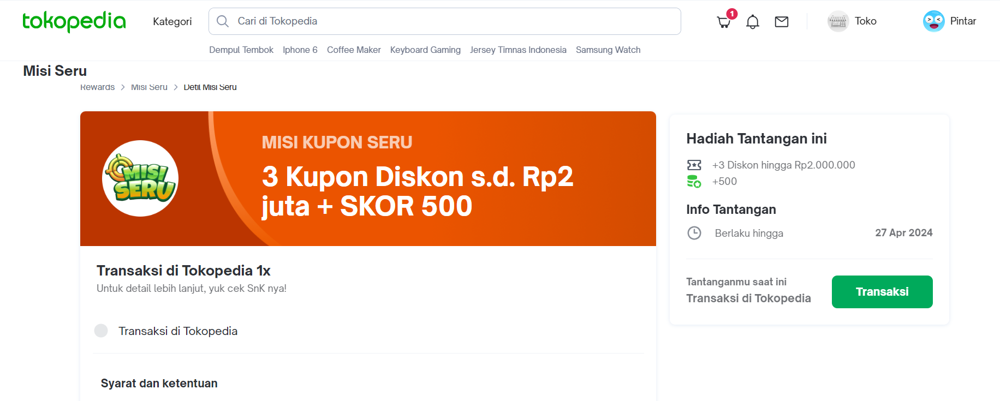 tokopedia
Kategori
Cari di Tokopedia
1
Toko
Pintar
Dempul Tembok Iphone 6 Coffee Maker Keyboard Gaming Jersey Timnas Indonesia Samsung Watch
Misi Seru
Rewards > Misi Seru > Detil Misi Seru
MISI SERU
MISI KUPON SERU
3 Kupon Diskon s.d. Rp2
juta + SKOR 500
Transaksi di Tokopedia 1x
Untuk detail lebih lanjut, yuk cek SnK nya!
Transaksi di Tokopedia
Syarat dan ketentuan
Hadiah Tantangan ini
+3 Diskon hingga Rp2.000.000
+500
Info Tantangan
Berlaku hingga 27 Apr 2024
Tantanganmu saat ini
Transaksi di Tokopedia
Transaksi